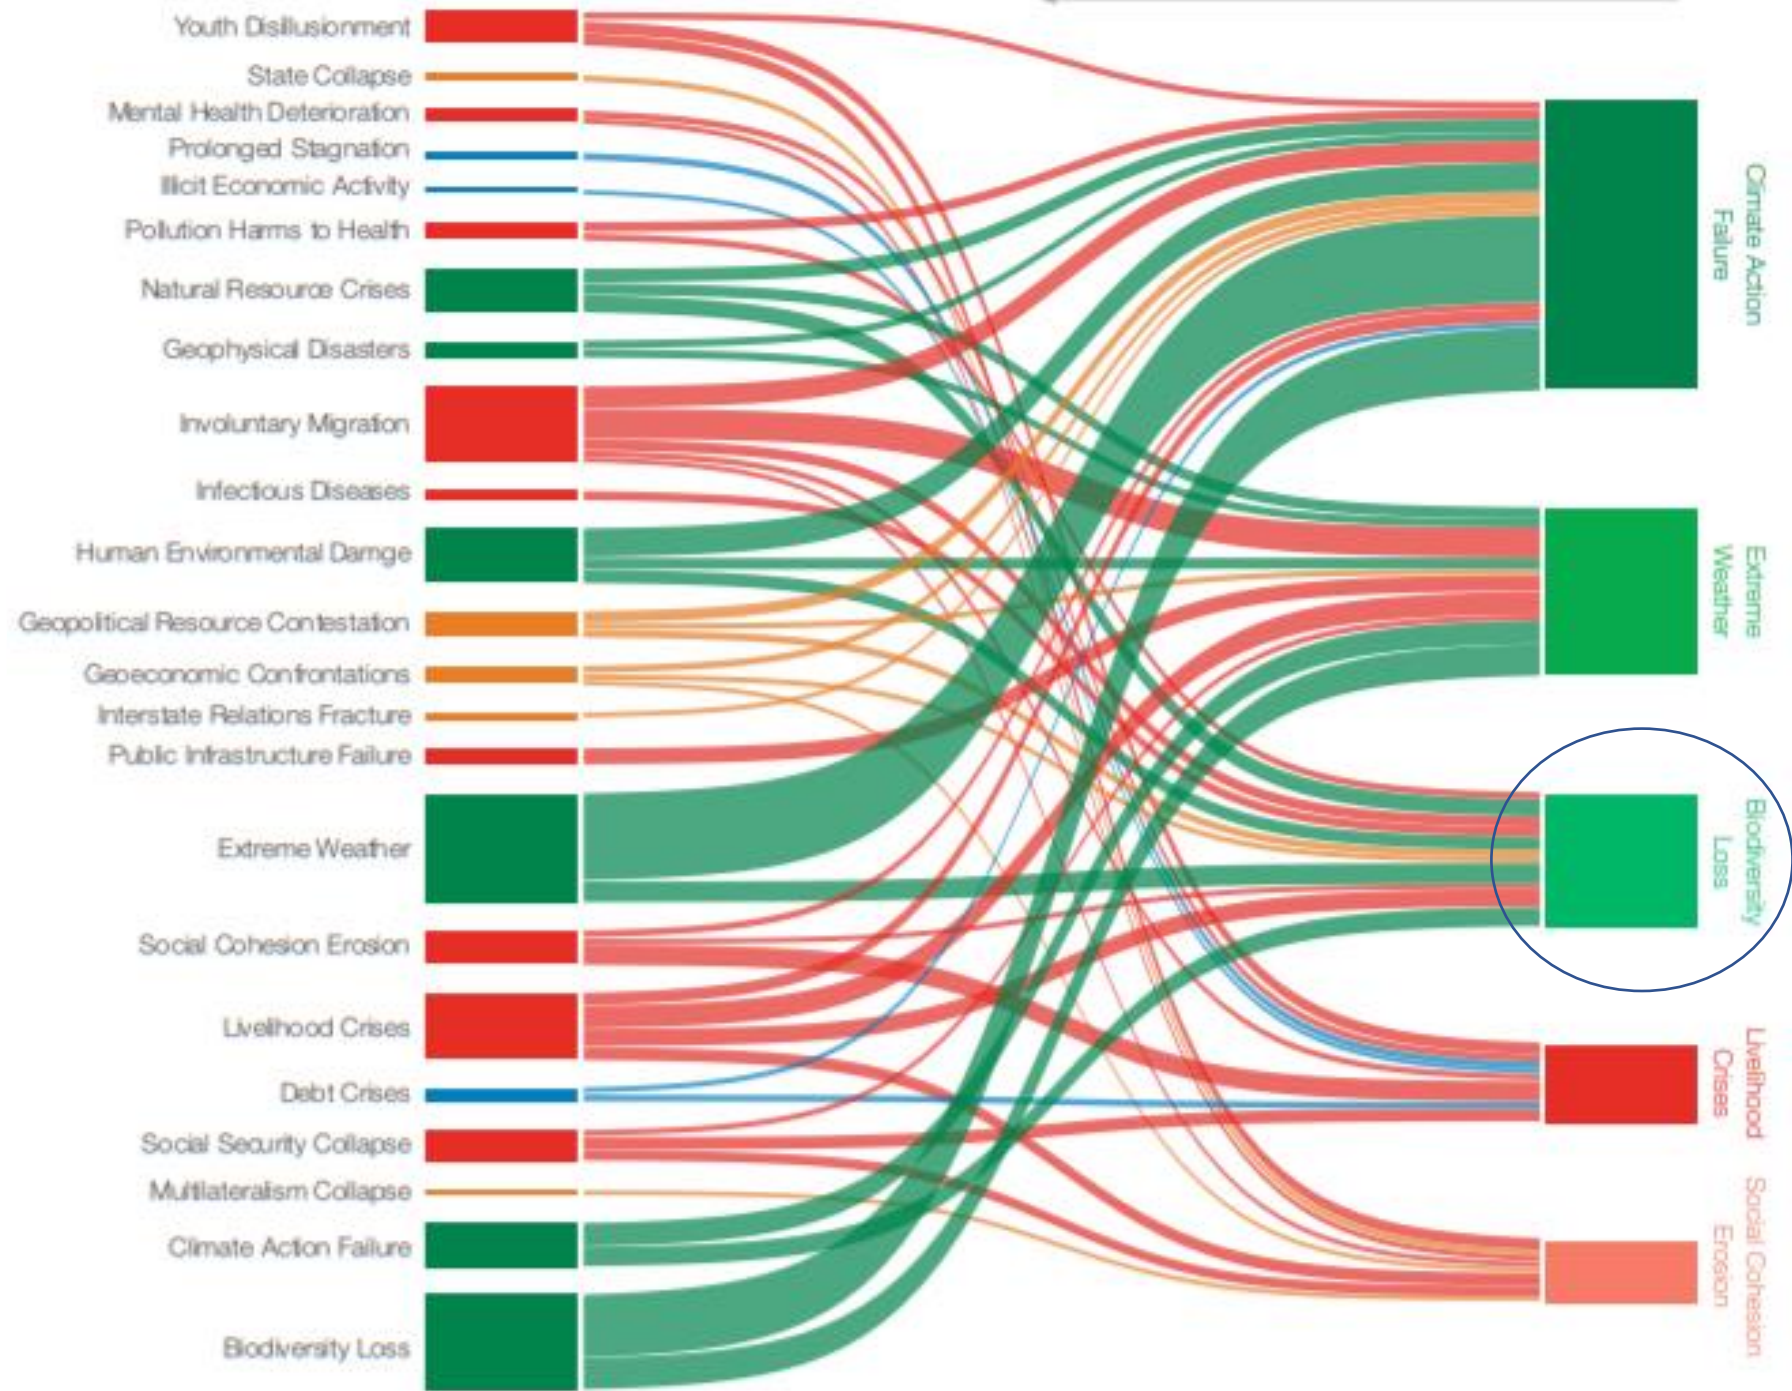 Youth Disillusionment
State Collapse
Mental Health Deterioration
Prolonged Stagnation
Illicit Economic Activity
Pollution Harms to Health
Natural Resource Crises
Geophysical Disasters
Involuntary Migration
Infectious Diseases
Human Environmental Damge
Geopolitical Resource Contestation
Geoeconomic Confrontations
Interstate Relations Fracture
Public Infrastructure Failure
Extreme Weather
Social Cohesion Erosion
Livelihood Crises
Debt Crises
Social Security Collapse
Multilateralism Collapse
Climate Action Failure
Biodiversity Loss
Climate Action
Failure
Extreme
Weather
Biodiversity
Loss
Livelihood
Crises
Social Cohesion
Erosion